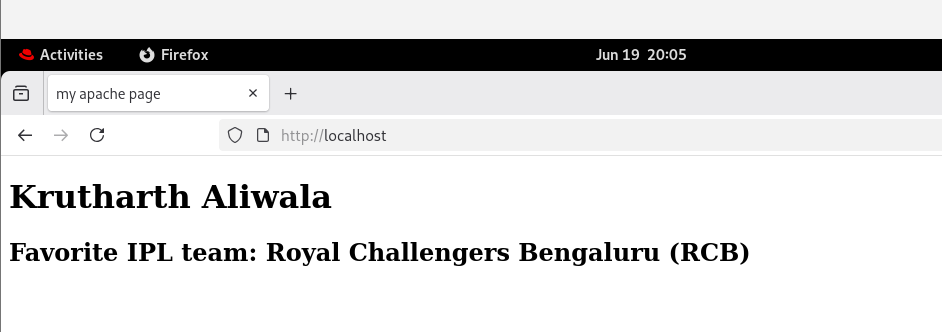 Activities Firefox Jun 19 20:05
my apache page
http://localhost
Krutharth Aliwala
Favorite IPL team: Royal Challengers Bengaluru (RCB)